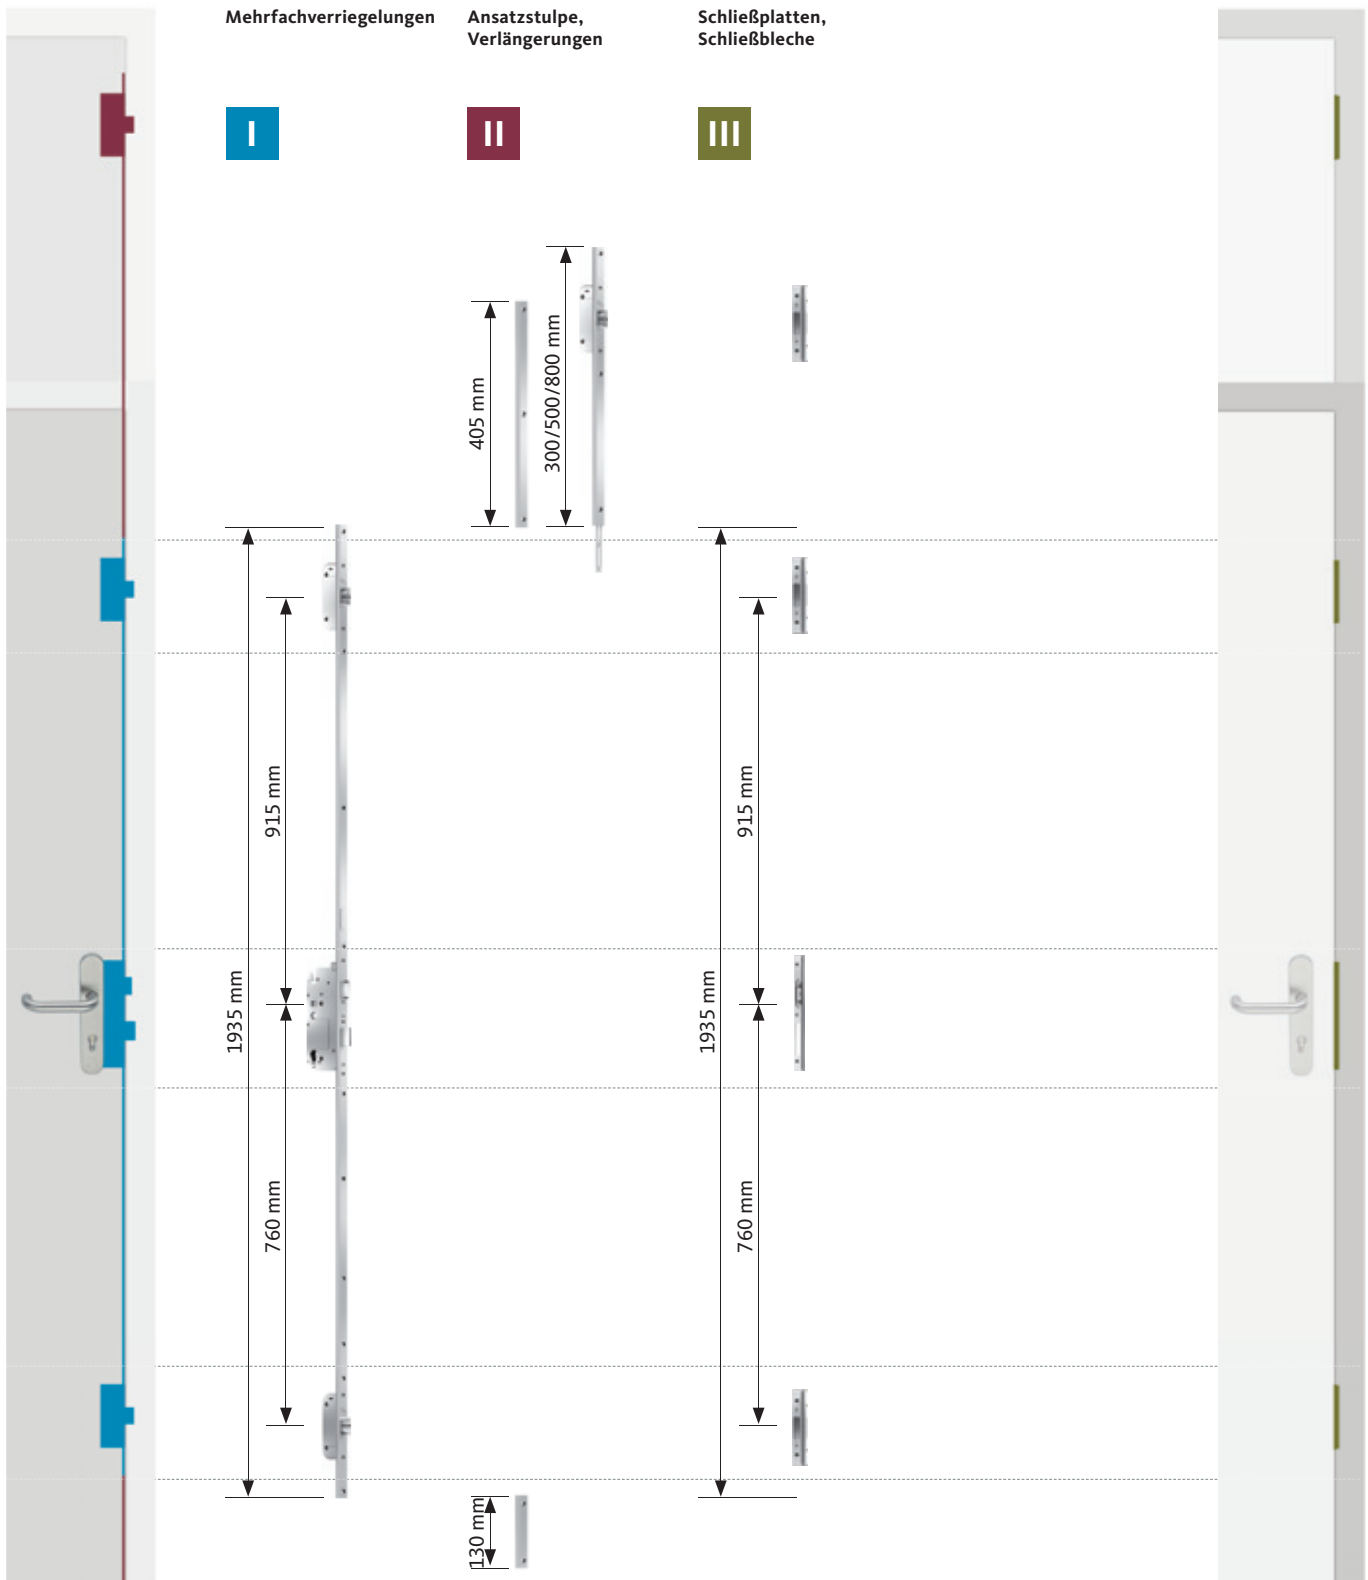 Mehrfachverriegelungen
Ansatzstulpe,
Verlängerungen
Schließplatten,
Schließbleche
I
II
III
405 mm
300/500/800 mm
1935 mm
915 mm
760 mm
1935 mm
915 mm
760 mm
130 mm